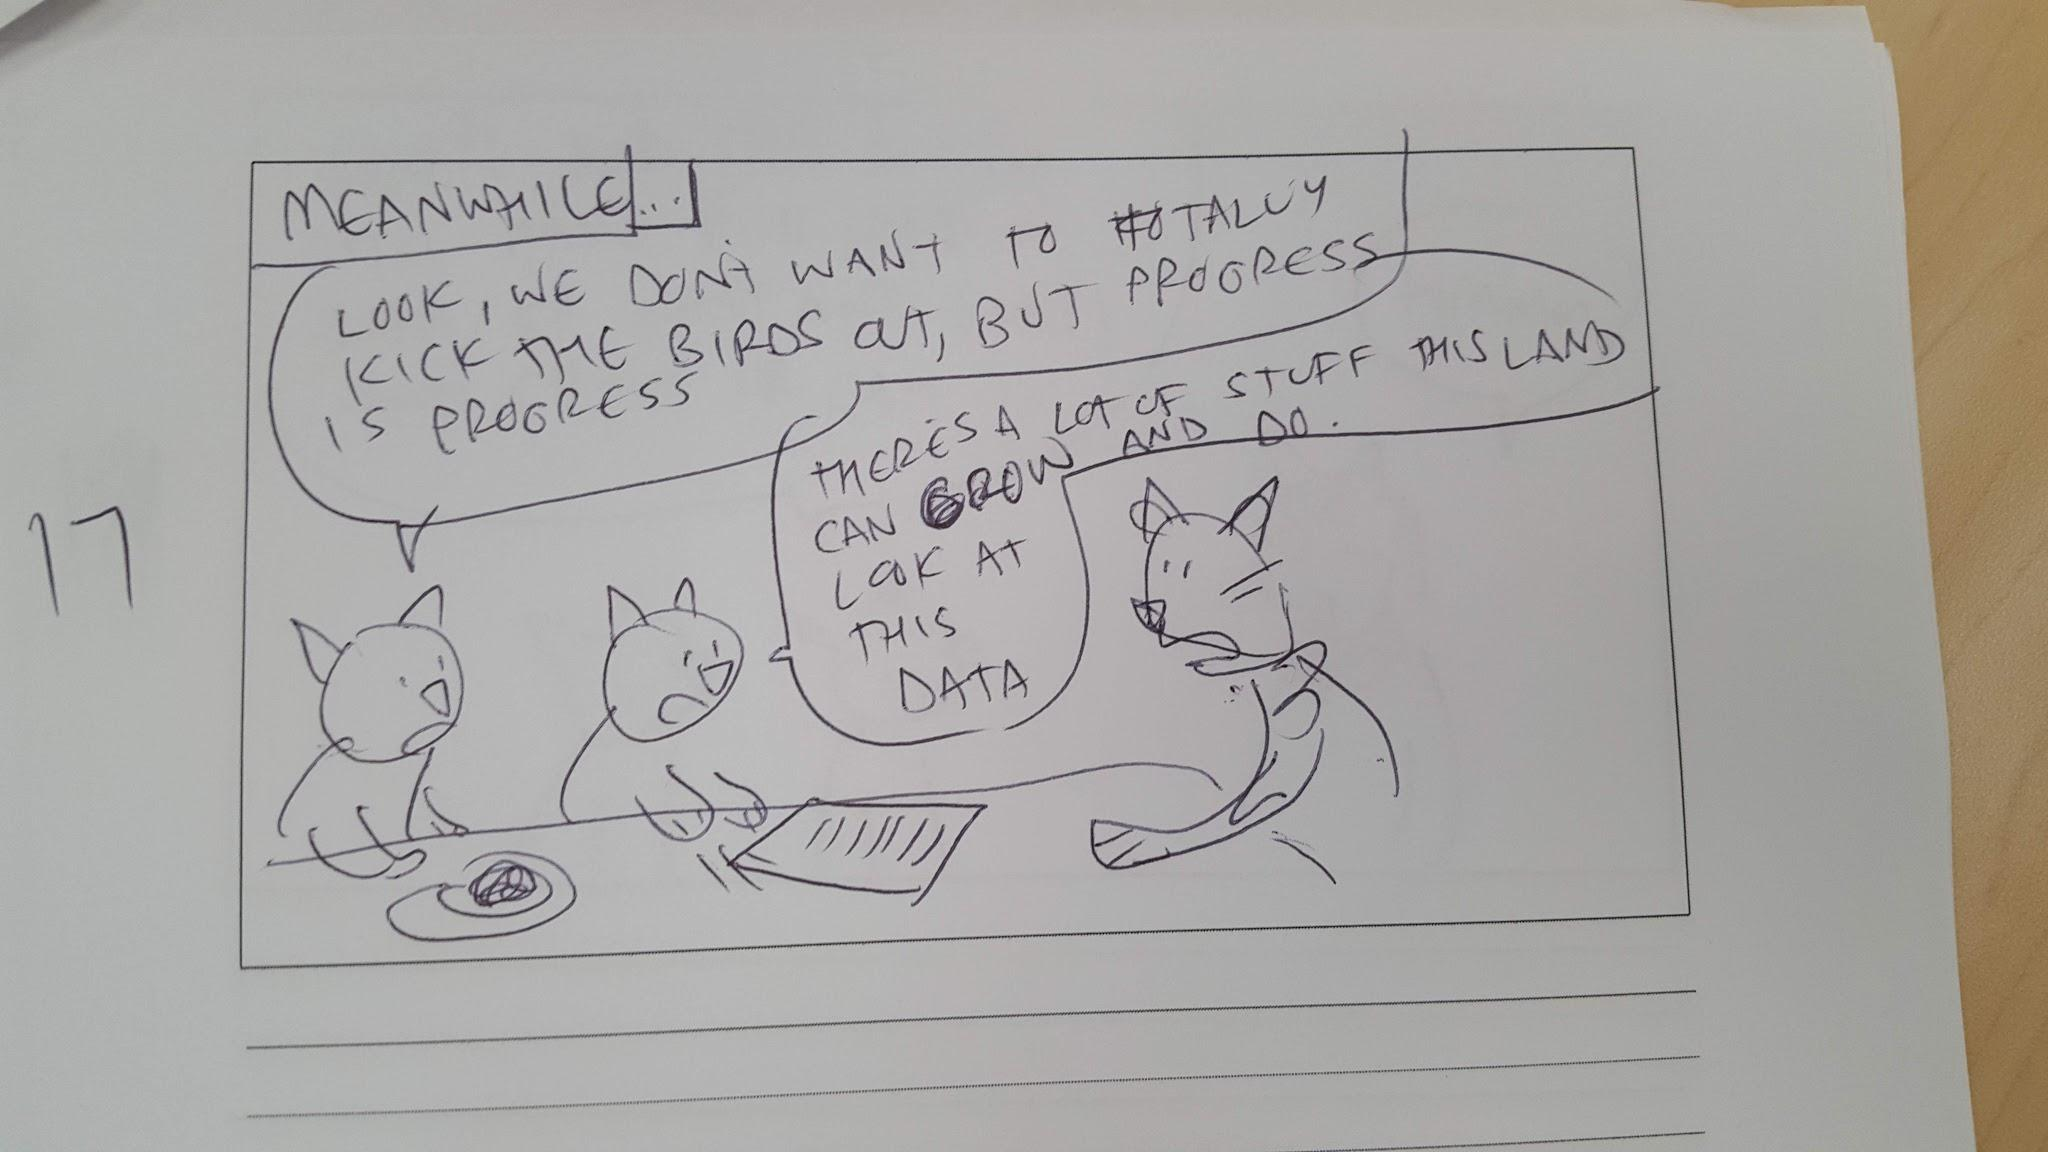 17
MEANWHILE...
LOOK, WE DON'T WANT TO TOTALLY
KICK THE BIRDS OUT, BUT PROGRESS
IS PROGRESS
THERE'S A LOT OF STUFF THIS LAND
CAN GROW AND DO.
LOOK AT
THIS
DATA